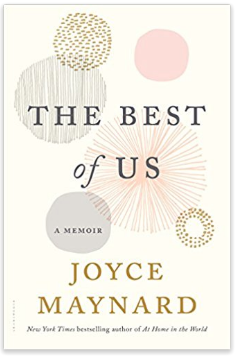 THE BEST
of US
A MEMOIR
JOYCE
MAYNARD
New York Times bestselling author of At Home in the World